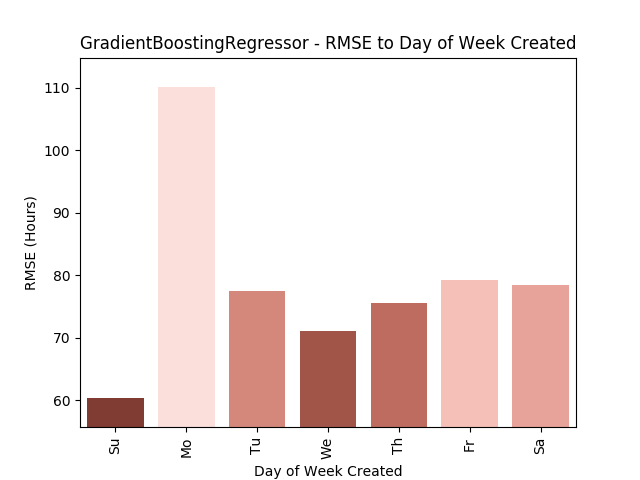 GradientBoostingRegressor - RMSE to Day of Week Created
110
100
90
80
70
60
RMSE (Hours)
Su
Mo
Tu
We
Th
Fr
Sa
Day of Week Created